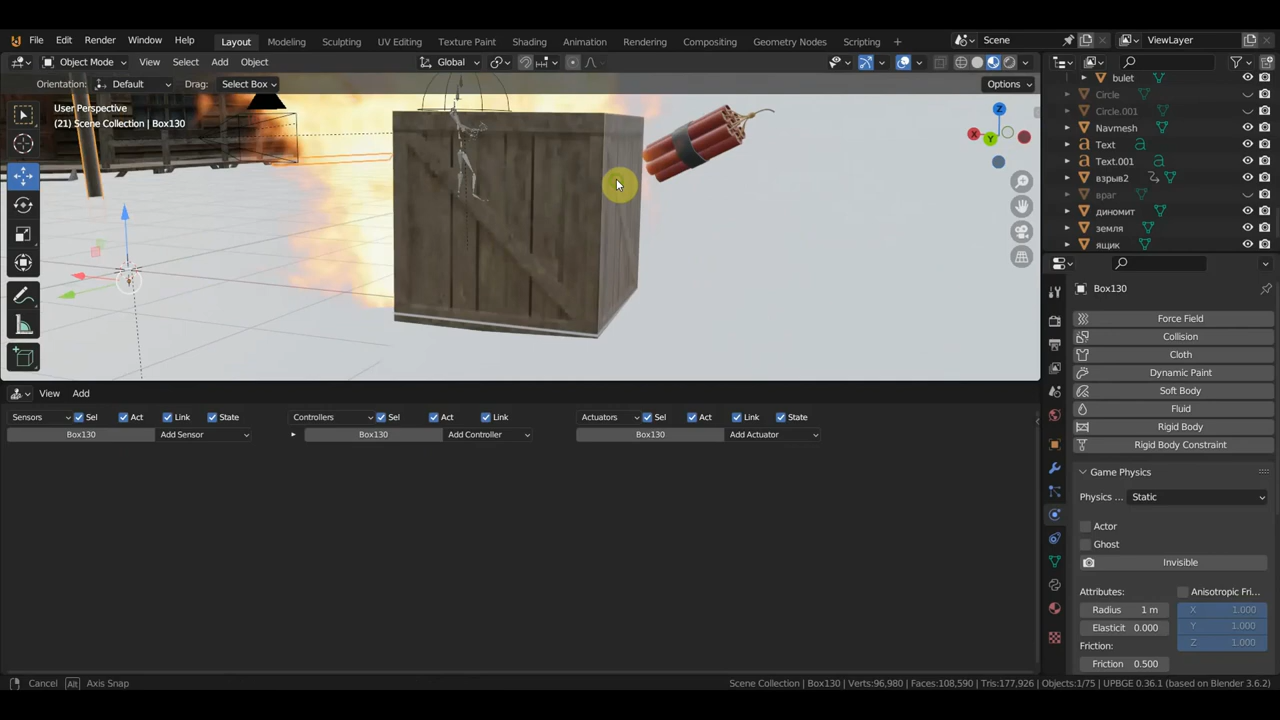 File Edit Render Window Help Layout Modeling Sculpting UV Editing Texture Paint Shading Animation Rendering Compositing Geometry Nodes Scripting Scene ViewLayer
Object Mode View Select Add Object Global
Orientation: Default Drag: Select Box Options
User Perspective
(21) Scene Collection | Box130
Z
X
Y
bulet
Circle
Circle.001
Navmesh
Text
Text.001
взрыв2
враг
диномит
земля
ящик
Box130
Force Field
Collision
Cloth
Dynamic Paint
Soft Body
Fluid
Rigid Body
Rigid Body Constraint
Game Physics
Physics ... Static
Actor
Ghost
Invisible
Attributes: Anisotropic Fri...
Radius 1 m X 1.000
Elasticit 0.000 Y 1.000
Friction: Z 1.000
Friction 0.500
View Add
Sensors Sel Act Link State Controllers Sel Act Link Actuators Sel Act Link State
Box130 Add Sensor Box130 Add Controller Box130 Add Actuator
Cancel Alt Axis Snap Scene Collection | Box130 | Verts:96,980 | Faces:108,590 | Tris:177,926 | Objects:1/75 | UPBGE 0.36.1 (based on Blender 3.6.2)